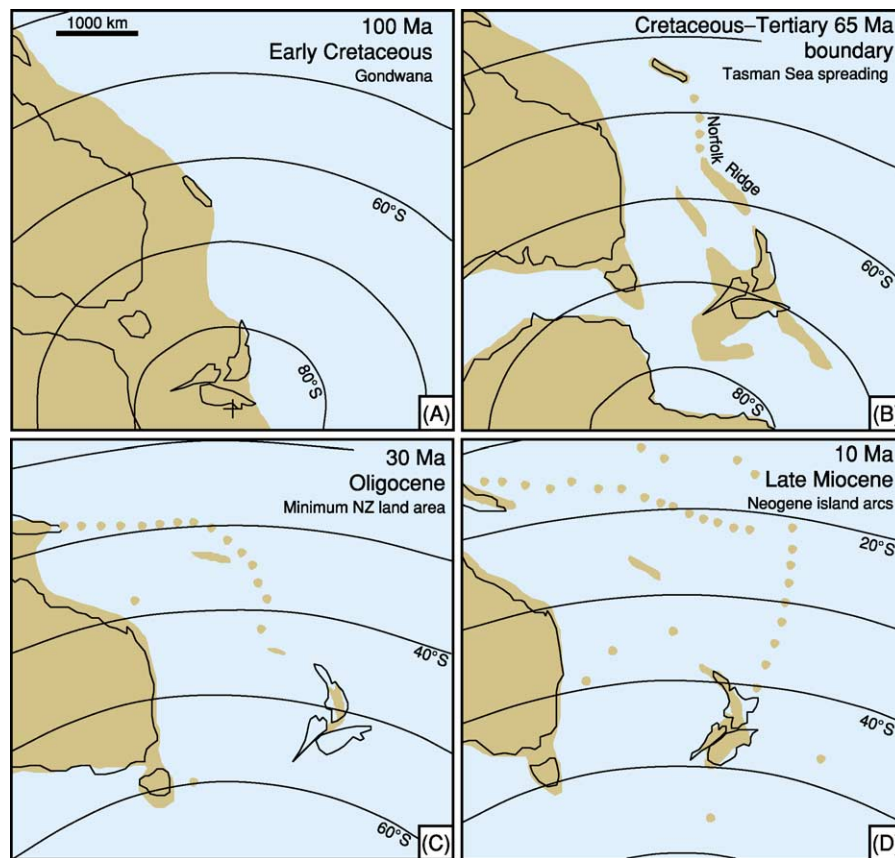 1000 km
100 Ma
Early Cretaceous
Gondwana
60°S
80°S
(A)
Cretaceous–Tertiary 65 Ma
boundary
Tasman Sea spreading
Norfolk
Ridge
60°S
80°S
(B)
30 Ma
Oligocene
Minimum NZ land area
40°S
60°S
(C)
10 Ma
Late Miocene
Neogene island arcs
20°S
40°S
(D)